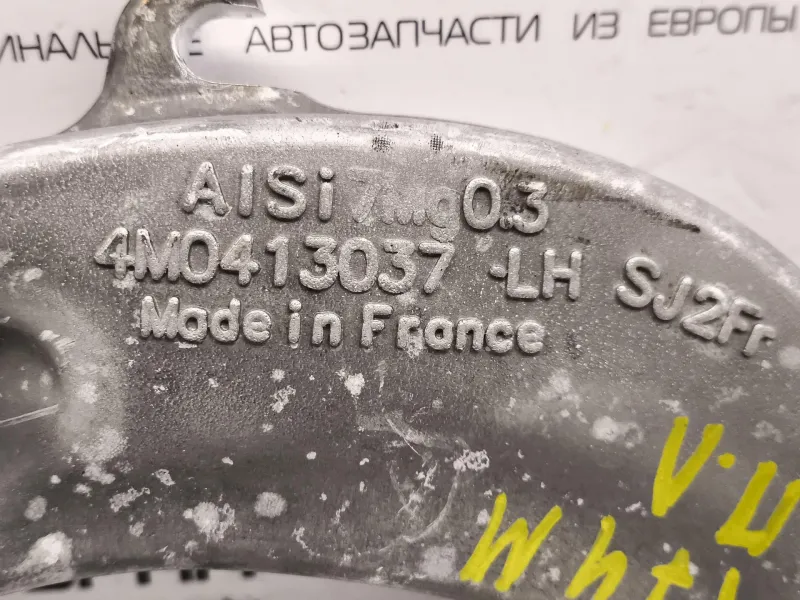 АВТОЗАПЧАСТИ ИЗ ЕВРОПЫ
AlSi7Mg0.3
4M0413037 LH SJ2Fr
Made in France